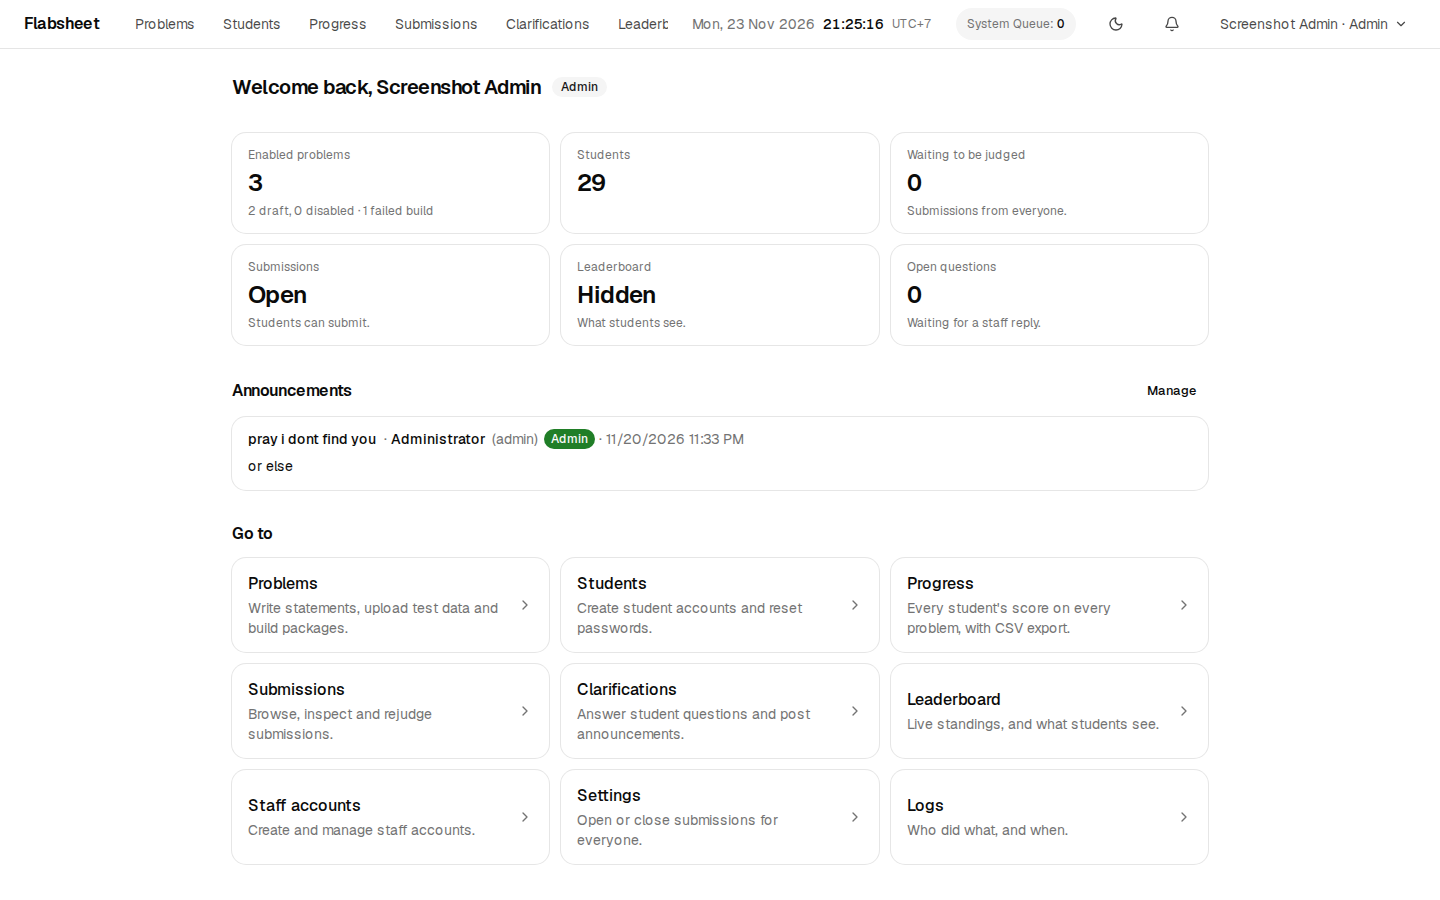 Flabsheet Problems Students Progress Submissions Clarifications Leaderb Mon, 23 Nov 2026 21:25:16 UTC+7 System Queue: 0 Screenshot Admin · Admin
Welcome back, Screenshot Admin Admin
Enabled problems
3
2 draft, 0 disabled · 1 failed build
Students
29
Waiting to be judged
0
Submissions from everyone.
Submissions
Open
Students can submit.
Leaderboard
Hidden
What students see.
Open questions
0
Waiting for a staff reply.
Announcements Manage
pray i dont find you · Administrator (admin) Admin · 11/20/2026 11:33 PM
or else
Go to
Problems
Write statements, upload test data and
build packages.
Students
Create student accounts and reset
passwords.
Progress
Every student's score on every
problem, with CSV export.
Submissions
Browse, inspect and rejudge
submissions.
Clarifications
Answer student questions and post
announcements.
Leaderboard
Live standings, and what students see.
Staff accounts
Create and manage staff accounts.
Settings
Open or close submissions for
everyone.
Logs
Who did what, and when.